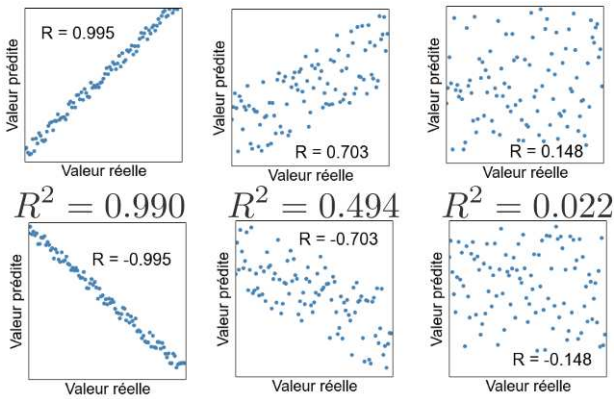 R = 0.995
Valeur prédite
Valeur réelle
R = 0.703
Valeur prédite
Valeur réelle
R = 0.148
Valeur prédite
Valeur réelle
R² = 0.990
R² = 0.494
R² = 0.022
R = -0.995
Valeur prédite
Valeur réelle
R = -0.703
Valeur prédite
Valeur réelle
R = -0.148
Valeur prédite
Valeur réelle